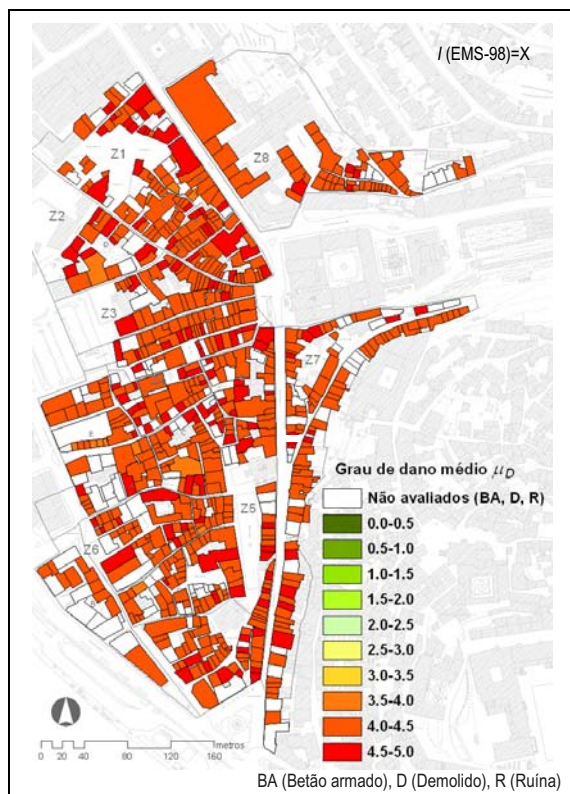 I (EMS-98)=X
Z1
Z8
Z2
Z3
Z7
Grau de dano médio μD
Não avaliados (BA, D, R)
0.0-0.5
0.5-1.0
1.0-1.5
1.5-2.0
2.0-2.5
2.5-3.0
3.0-3.5
3.5-4.0
4.0-4.5
4.5-5.0
Z5
Z6
metros
0 20 40 80 120 160
BA (Betão armado), D (Demolido), R (Ruína)